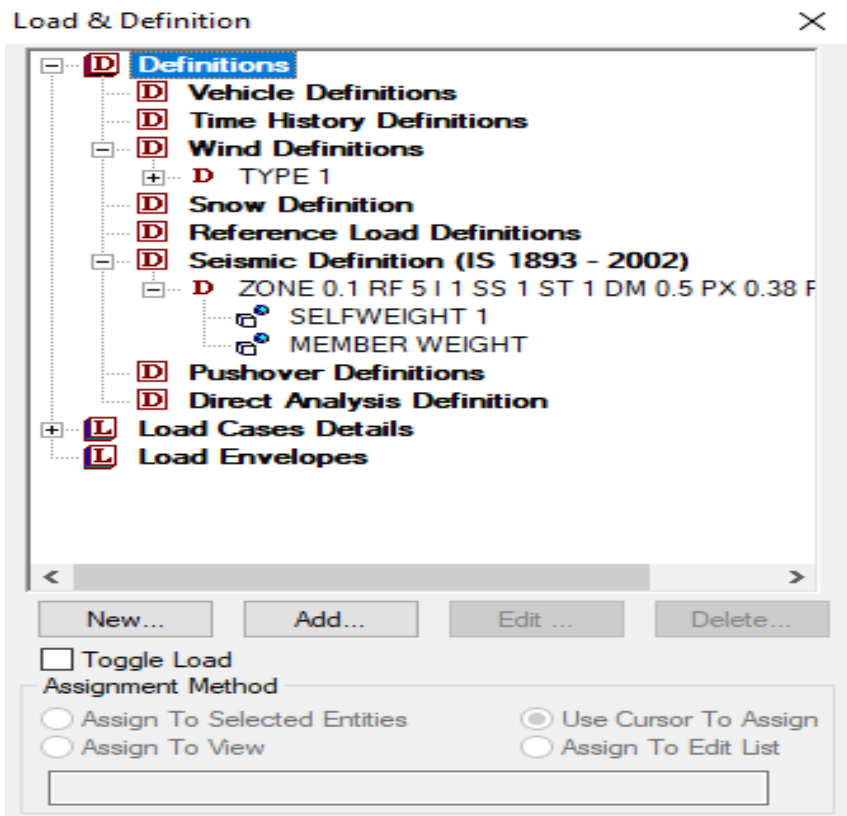 Load & Definition
Definitions
Vehicle Definitions
Time History Definitions
Wind Definitions
TYPE 1
Snow Definition
Reference Load Definitions
Seismic Definition (IS 1893 - 2002)
ZONE 0.1 RF 5 I 1 SS 1 ST 1 DM 0.5 PX 0.38
SELFWEIGHT 1
MEMBER WEIGHT
Pushover Definitions
Direct Analysis Definition
Load Cases Details
Load Envelopes
New... Add... Edit ... Delete...
Toggle Load
Assignment Method
Assign To Selected Entities Use Cursor To Assign
Assign To View Assign To Edit List